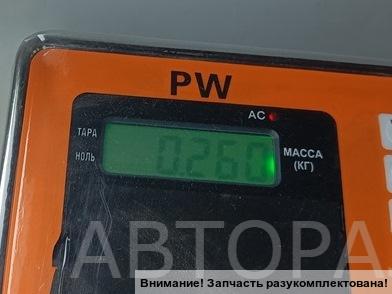 PW
AC
ТАРА
НОЛЬ
0.260
МАССА
(КГ)
АВТОРА
Внимание! Запчасть разукомплектована!